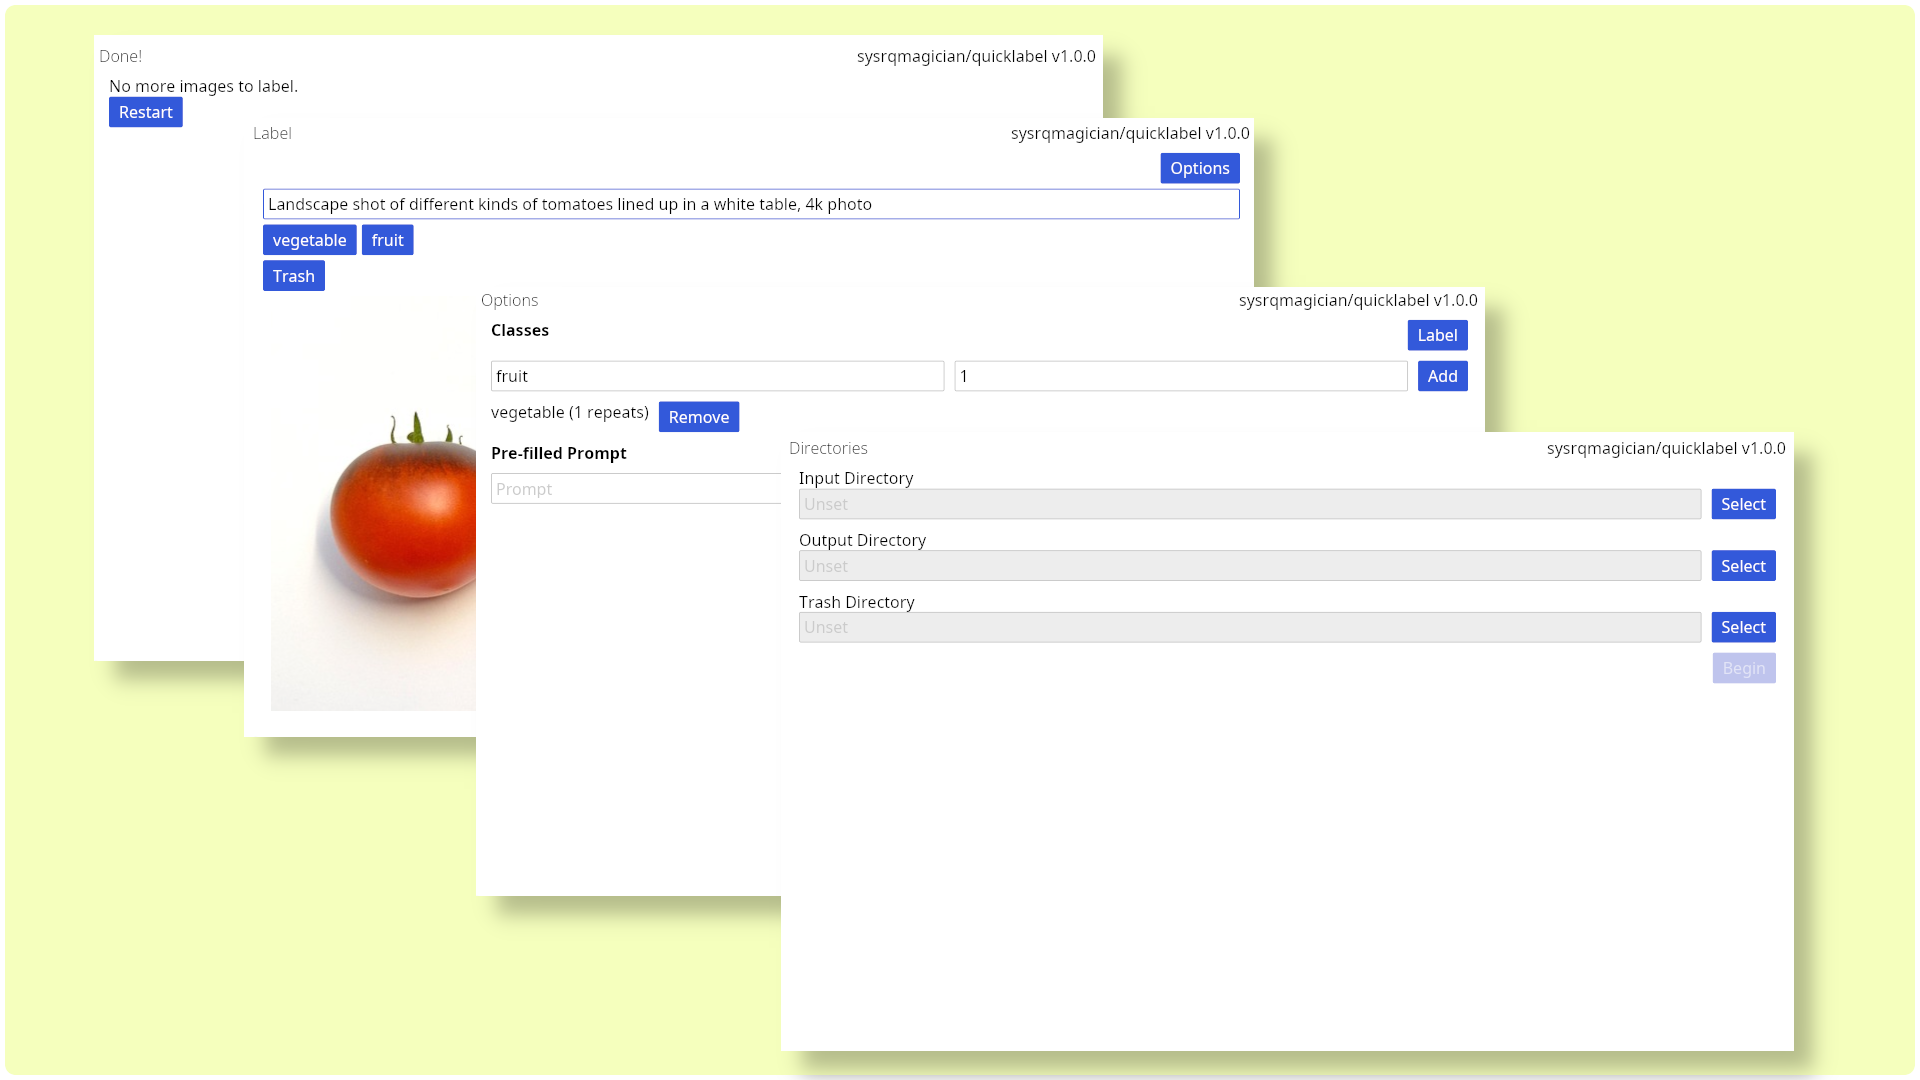 Done!
sysrqmagician/quicklabel v1.0.0
No more images to label.
Restart
Label
sysrqmagician/quicklabel v1.0.0
Options
Landscape shot of different kinds of tomatoes lined up in a white table, 4k photo
vegetable
fruit
Trash
Options
sysrqmagician/quicklabel v1.0.0
Classes
Label
fruit
1
Add
vegetable (1 repeats)
Remove
Pre-filled Prompt
Prompt
Directories
sysrqmagician/quicklabel v1.0.0
Input Directory
Unset
Select
Output Directory
Unset
Select
Trash Directory
Unset
Select
Begin